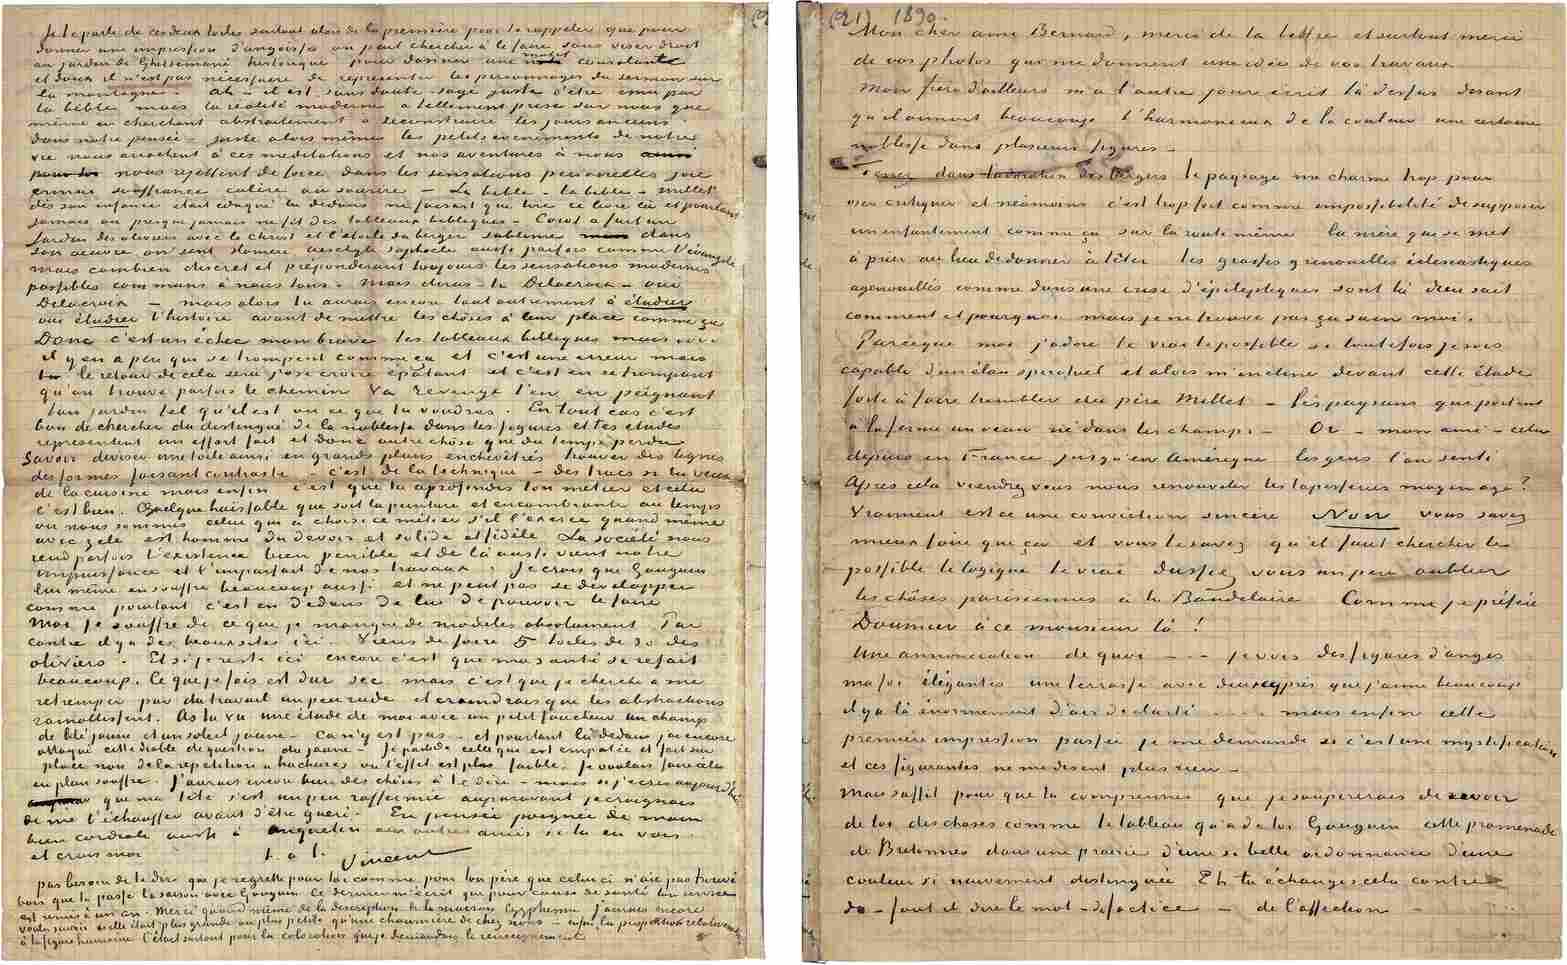 Je te parle de ces deux toiles surtout alors de la première pour te rappeler que pour
donner une impression d'angoisse on peut chercher à le faire sans viser droit
au jardin de Ghetsemané historique pour donner un motif consolant
et doux il n'est pas nécessaire de representer les personnages du sermon sur
la montagne. Ah – il est sans doute sage juste d'etre ému par
la bible mais la réalité moderne a tellement prise sur nous que
même en cherchant abstraitement à reconstruire les jours anciens
dans notre pensée – juste alors même les petits évenements de notre
vie nous arrachent à ces meditations et nos aventures à nous
nous rejettent de force dans les sensations personelles joie
ennui souffrance colère ou sourire – La bible – la bible – Millet
dès son enfance etait eduqué là dedans ne faisant que lire ce livre là et pourtant
jamais ou presque jamais ne fit des tableaux bibliques – Corot a fait un
Jardin des oliviers avec le Christ et l'étoile du berger sublime dans
son oeuvre on sent Homere aeschyle sophocle aussi parfois comme l'évangile
mais combien discret et préponderant toujours les sensations modernes
possibles communes à nous tous. Mais diras-tu Delacroix – oui
Delacroix – mais alors tu aurais encore tout autrement à étudier
oui étudier l'histoire avant de mettre les chôses à leur place comme ça
Donc c'est un échec mon brave les tableaux bibliques mais voici
il y en a peu qui se trompent comme ça et c'est une erreur mais
le retour de cela sera j'ose croire épâtant et c'est en se trompant
qu'on trouve parfois le chemin Va revenge t'en en peignant
ton jardin tel qu'il est ou ce que tu voudras. En tout cas c'est
bon de chercher du distingué de la noblesse dans les figures et tes etudes
representent un effort fait et donc autre chôse que du temps perdu
Savoir deviser une toile ainsi en grands plans enchevêtrés trouver des lignes
des formes faisant contraste – c'est de la technique – des trucs si tu veux
de la cuisine mais enfin c'est que tu aprofondis ton métier et cela
c'est bien. Quelque haïssable que soit la peinture et encombrante au temps
où nous sommes celui qui a choisi ce métier s'il l'exerce quand même
avec zèle est homme du devoir et solide et fidèle La société nous
rend parfois l'existence bien penible et de là aussi vient notre
impuissance et l'imparfait de nos travaux. Je crois que Gauguin
lui même en souffre beaucoup aussi et ne peut pas se developper
comme pourtant c'est en dedans de lui de pouvoir le faire
Moi je souffre de ce que je manque de modeles absolument Par
contre il y a des beaux sites ici. Viens de faire 5 toiles de 30 des
oliviers. Et si je reste ici encore c'est que ma santé se refait
beaucoup. Ce que je fais est dur sec mais c'est que je cherche à me
retremper par du travail un peu rude et craindrais que les abstractions
ramollissent. As tu vu une étude de moi avec un petit faucheur un champs
de blé jaune et un soleil jaune – ca n'y est pas – et pourtant là dedans j'ai encore
attaqué cette diable de question du jaune – Je parle de celle qui est empatée et fait sur
place non de la repetition à hachures où l'effet est plus faible. Je voulais faire cela
en plein souffre. J'aurais encore bien des chôses à te dire – mais si j'écris aujourd'hui
que ma tête s'est un peu raffermie auparavant je craignais
de me l'échauffer avant d'être guéri. En pensée poignée de main
bien cordiale aussi à anquetin aux autres amis si tu en vois
et crois moi
t. à t. Vincent
pas besoin de te dire que je regrette pour toi comme pour ton père que celui ci n'aie pas trouvé
bon que tu passe la saison avec Gauguin Ce dernier m'écrit que pour cause de santé ton service
est remis à un an. Merci quand même de la description de la maison Egyptienne J'aurais encore
voulu savoir si elle était plus grande ou plus petite qu'une chaumière de chez nous – enfin la proportion relativement
à la figure humaine C'était surtout pour la coloration que je demandais le renseignement
(21) 1890.
Mon cher ami Bernard, merci de ta lettre et surtout merci
de vos photos qui me donnent une idée de vos travaux
Mon frère d'ailleurs m'a l'autre jour écrit là dessus disant
qu'il aimait beaucoup l'harmonieux de la couleur une certaine
noblesse dans plusieurs figures –
Tenez dans l'adoration des bergers le paysage me charme trop pour
oser critiquer et néamoins c'est trop fort comme impossibilité de supposer
un enfantement comme ça sur la route même la mère qui se met
à prier au lieu de donner à têter les grosses grenouilles éclesiastiques
agenouillés comme dans une crise d'épileptiques sont là dieu sait
comment et pourquoi mais je ne trouve pas ça sain moi.
Parceque moi j'adore le vrai le possible si toutefois je suis
capable d'un élan spirituel et alors m'incline devant cette étude
forte à faire trembler du père Millet – les paysans qui portent
à la ferme un veau né dans les champs – Or – mon ami – cela
depuis en France jusqu'en Amérique les gens l'on senti
Après cela viendrez vous nous renouveler les tapisseries moyen age?
Vraiment est ce une conviction sincère Non vous savez
mieux faire que ça et vous le savez qu'il faut chercher le
possible le logique le vrai dussiez vous un peu oublier
les chôses parisiennes à la Baudelaire Comme je préfére
Daumier à ce monsieur là!
Une annonciation de quoi – – – je vois des figures d'anges
ma foi élégantes une terrasse avec deux cyprès que j'aime beaucoup
il y a là énormement d'air de clarté . . . . mais enfin cette
première impression passée je me demande si c'est une mystification
et ces figurantes ne me disent plus rien –
Mais suffit pour que tu comprennes que je soupirerais de revoir
de toi des choses comme le tableau qu'a de toi Gauguin cette promenade
de Bretonnes dans une prairie d'une si belle ordonnance d'une
couleur si naivement distinguée Eh tu échanges cela contre
du – faut il dire le mot – du factice – de l'affection –